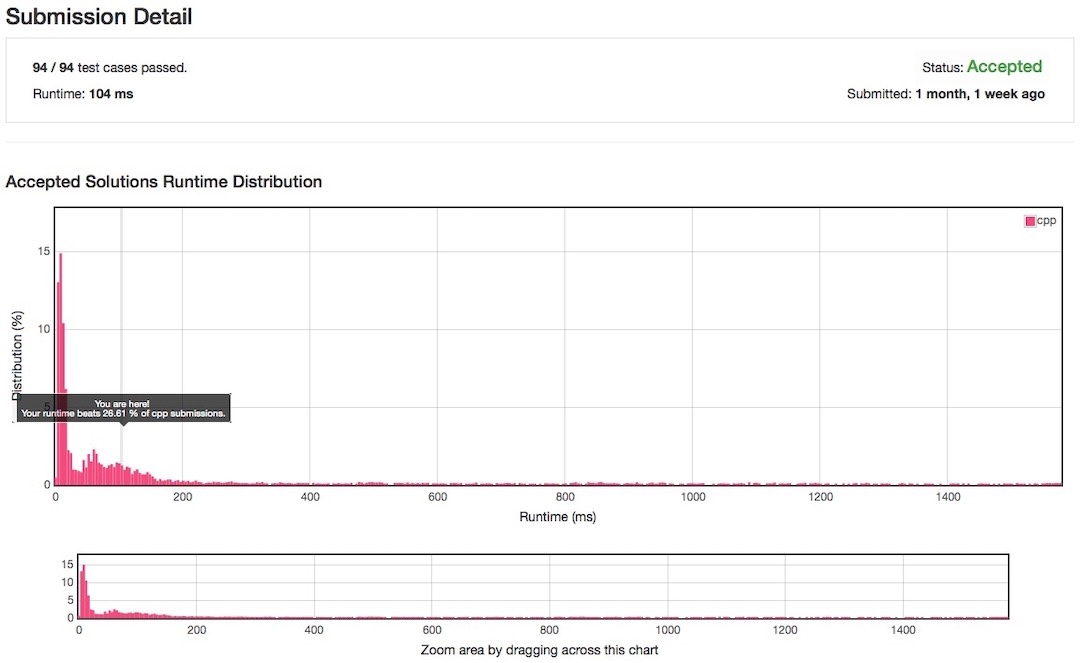 Submission Detail
94 / 94 test cases passed.
Status: Accepted
Runtime: 104 ms
Submitted: 1 month, 1 week ago
Accepted Solutions Runtime Distribution
cpp
15
10
5
0
Distribution (%)
You are here!
Your runtime beats 26.61 % of cpp submissions.
0 200 400 600 800 1000 1200 1400
Runtime (ms)
15
10
5
0
0 200 400 600 800 1000 1200 1400
Zoom area by dragging across this chart